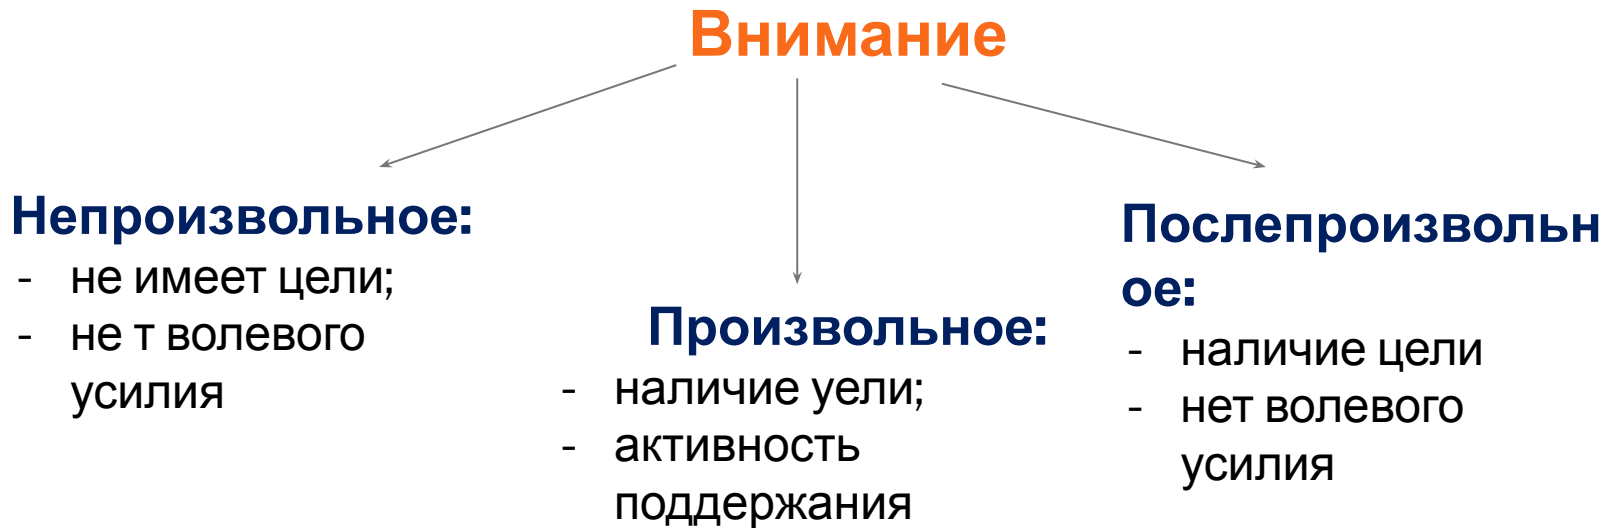 Внимание
Непроизвольное:
- не имеет цели;
- не т волевого
усилия
Произвольное:
- наличие уели;
- активность
поддержания
Послепроизвольн
ое:
- наличие цели
- нет волевого
усилия